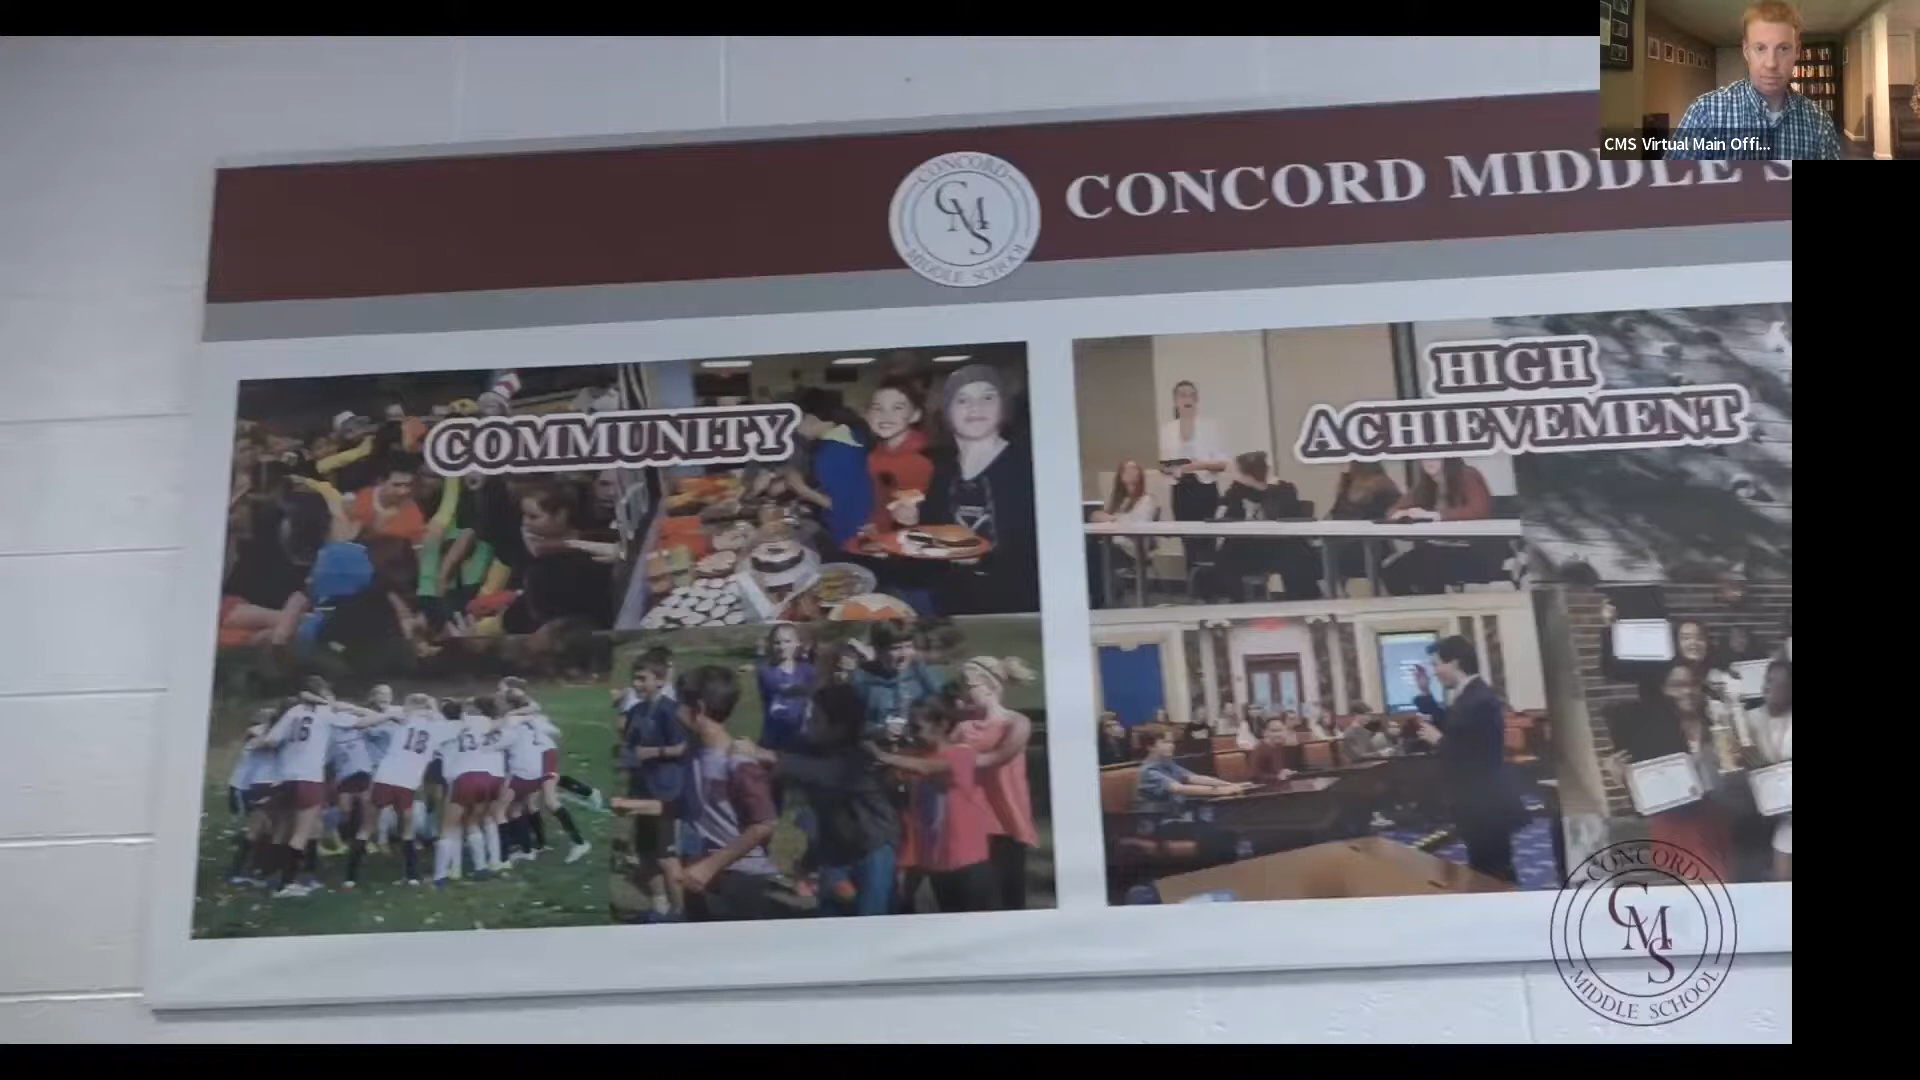 CMS Virtual Main Offi...
CONCORD
CMS
MIDDLE SCHOOL
CONCORD MIDDLE S
COMMUNITY
HIGH
ACHIEVEMENT
16
18
13
CONCORD
CMS
MIDDLE SCHOOL